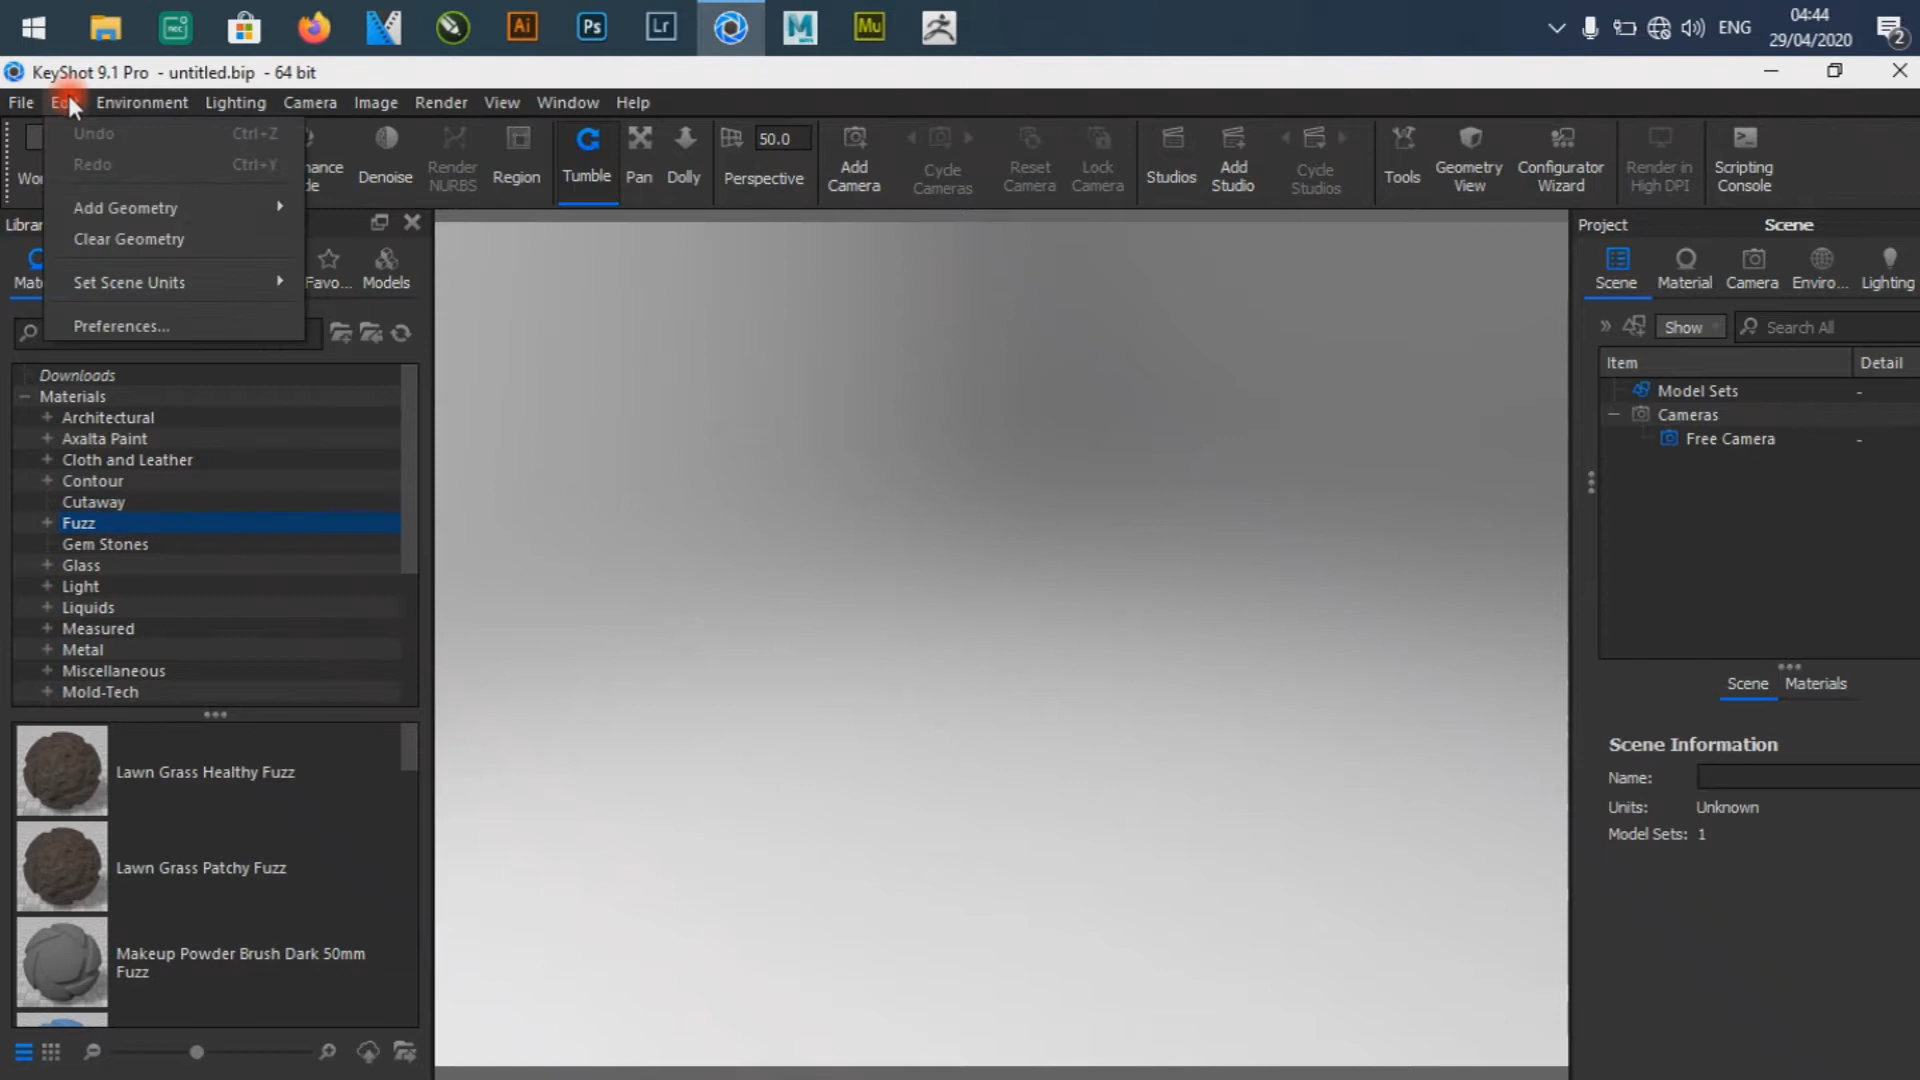 REC
Ai
Ps
Lr
Mu
ENG
04:44
29/04/2020
2
KeyShot 9.1 Pro - untitled.bip - 64 bit
File Environment Lighting Camera Image Render View Window Help
Undo Ctrl+Z
Redo Ctrl+Y
Add Geometry
Clear Geometry
Set Scene Units
Preferences...
Denoise
Render
NURBS
Region
Tumble
Pan
Dolly
50.0
Perspective
Add
Camera
Cycle
Cameras
Reset
Camera
Lock
Camera
Studios
Add
Studio
Cycle
Studios
Tools
Geometry
View
Configurator
Wizard
Render in
High DPI
Scripting
Console
Favo...
Models
Downloads
Materials
Architectural
Axalta Paint
Cloth and Leather
Contour
Cutaway
Fuzz
Gem Stones
Glass
Light
Liquids
Measured
Metal
Miscellaneous
Mold-Tech
Lawn Grass Healthy Fuzz
Lawn Grass Patchy Fuzz
Makeup Powder Brush Dark 50mm
Fuzz
Project Scene
Scene Material Camera Enviro... Lighting
Show Search All
Item Detail
Model Sets -
Cameras
Free Camera -
Scene Materials
Scene Information
Name:
Units: Unknown
Model Sets: 1